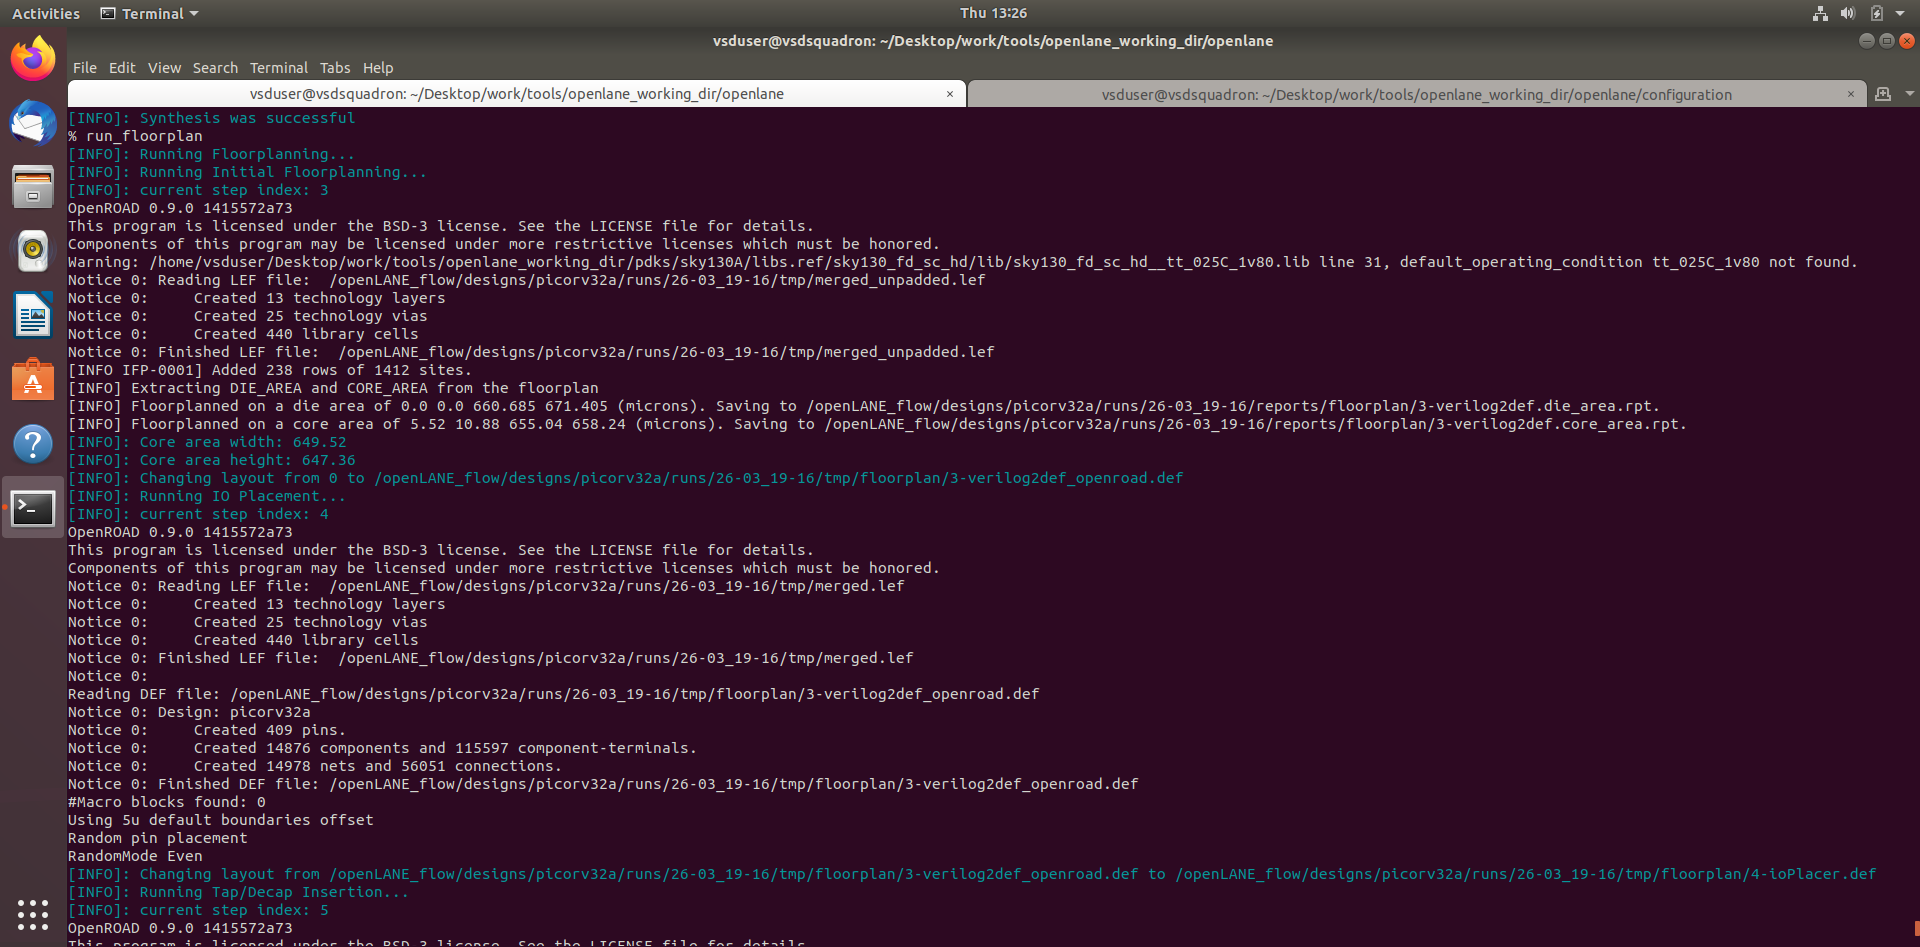 Activities
Terminal
Thu 13:26
vsduser@vsdsquadron: ~/Desktop/work/tools/openlane_working_dir/openlane
File Edit View Search Terminal Tabs Help
vsduser@vsdsquadron: ~/Desktop/work/tools/openlane_working_dir/openlane ×
vsduser@vsdsquadron: ~/Desktop/work/tools/openlane_working_dir/openlane/configuration ×
[INFO]: Synthesis was successful
% run_floorplan
[INFO]: Running Floorplanning...
[INFO]: Running Initial Floorplanning...
[INFO]: current step index: 3
OpenROAD 0.9.0 1415572a73
This program is licensed under the BSD-3 license. See the LICENSE file for details.
Components of this program may be licensed under more restrictive licenses which must be honored.
Warning: /home/vsduser/Desktop/work/tools/openlane_working_dir/pdks/sky130A/libs.ref/sky130_fd_sc_hd/lib/sky130_fd_sc_hd__tt_025C_1v80.lib line 31, default_operating_condition tt_025C_1v80 not found.
Notice 0: Reading LEF file:  /openLANE_flow/designs/picorv32a/runs/26-03_19-16/tmp/merged_unpadded.lef
Notice 0:     Created 13 technology layers
Notice 0:     Created 25 technology vias
Notice 0:     Created 440 library cells
Notice 0: Finished LEF file:  /openLANE_flow/designs/picorv32a/runs/26-03_19-16/tmp/merged_unpadded.lef
[INFO IFP-0001] Added 238 rows of 1412 sites.
[INFO] Extracting DIE_AREA and CORE_AREA from the floorplan
[INFO] Floorplanned on a die area of 0.0 0.0 660.685 671.405 (microns). Saving to /openLANE_flow/designs/picorv32a/runs/26-03_19-16/reports/floorplan/3-verilog2def.die_area.rpt.
[INFO] Floorplanned on a core area of 5.52 10.88 655.04 658.24 (microns). Saving to /openLANE_flow/designs/picorv32a/runs/26-03_19-16/reports/floorplan/3-verilog2def.core_area.rpt.
[INFO]: Core area width: 649.52
[INFO]: Core area height: 647.36
[INFO]: Changing layout from 0 to /openLANE_flow/designs/picorv32a/runs/26-03_19-16/tmp/floorplan/3-verilog2def_openroad.def
[INFO]: Running IO Placement...
[INFO]: current step index: 4
OpenROAD 0.9.0 1415572a73
This program is licensed under the BSD-3 license. See the LICENSE file for details.
Components of this program may be licensed under more restrictive licenses which must be honored.
Notice 0: Reading LEF file:  /openLANE_flow/designs/picorv32a/runs/26-03_19-16/tmp/merged.lef
Notice 0:     Created 13 technology layers
Notice 0:     Created 25 technology vias
Notice 0:     Created 440 library cells
Notice 0: Finished LEF file:  /openLANE_flow/designs/picorv32a/runs/26-03_19-16/tmp/merged.lef
Notice 0:
Reading DEF file: /openLANE_flow/designs/picorv32a/runs/26-03_19-16/tmp/floorplan/3-verilog2def_openroad.def
Notice 0: Design: picorv32a
Notice 0:     Created 409 pins.
Notice 0:     Created 14876 components and 115597 component-terminals.
Notice 0:     Created 14978 nets and 56051 connections.
Notice 0: Finished DEF file: /openLANE_flow/designs/picorv32a/runs/26-03_19-16/tmp/floorplan/3-verilog2def_openroad.def
#Macro blocks found: 0
Using 5u default boundaries offset
Random pin placement
RandomMode Even
[INFO]: Changing layout from /openLANE_flow/designs/picorv32a/runs/26-03_19-16/tmp/floorplan/3-verilog2def_openroad.def to /openLANE_flow/designs/picorv32a/runs/26-03_19-16/tmp/floorplan/4-ioPlacer.def
[INFO]: Running Tap/Decap Insertion...
[INFO]: current step index: 5
OpenROAD 0.9.0 1415572a73
This program is licensed under the BSD-3 license. See the LICENSE file for details.